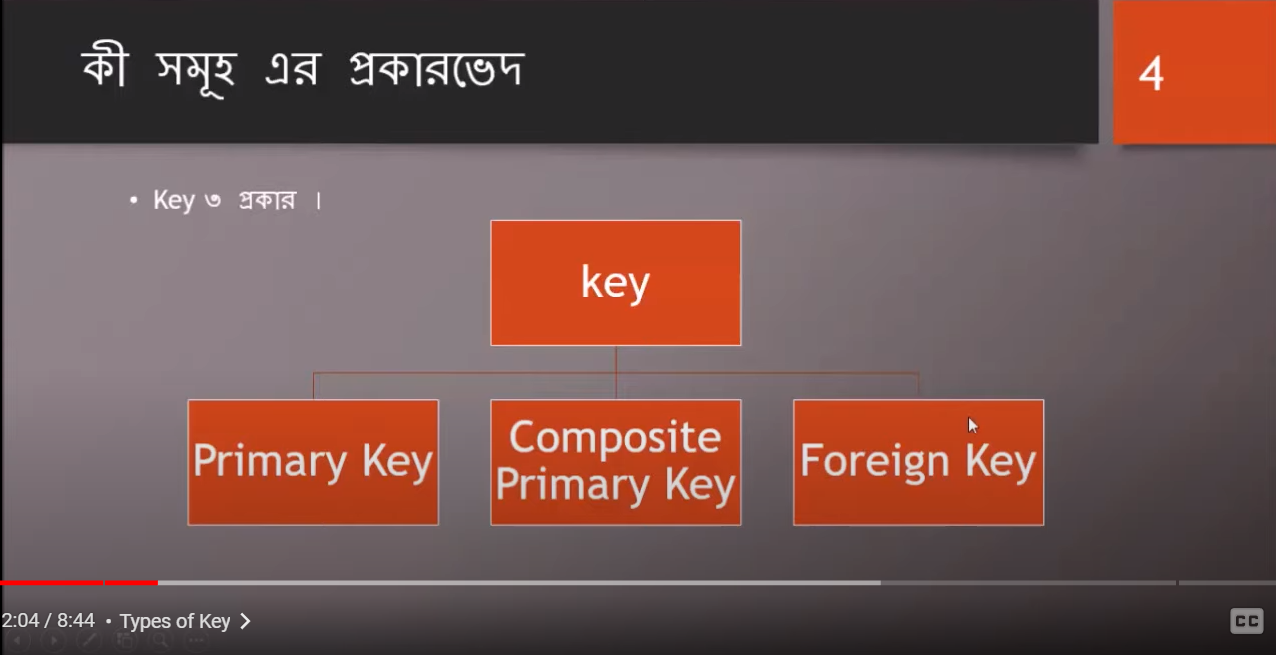 কী সমূহ এর প্রকারভেদ
4
• Key ৩ প্রকার ।
key
Primary Key
Composite
Primary Key
Foreign Key
2:04 / 8:44 • Types of Key >
CC